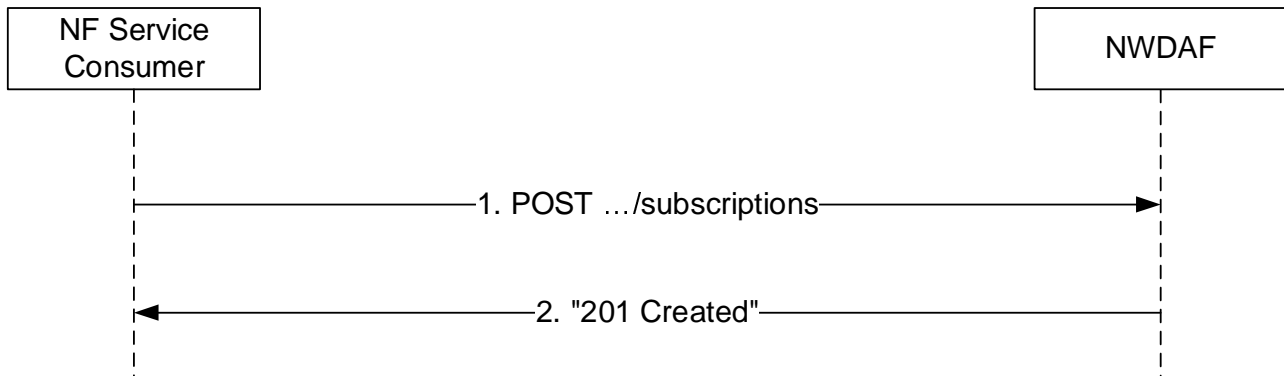 NF Service
Consumer
NWDAF
1. POST …/subscriptions
2. "201 Created"